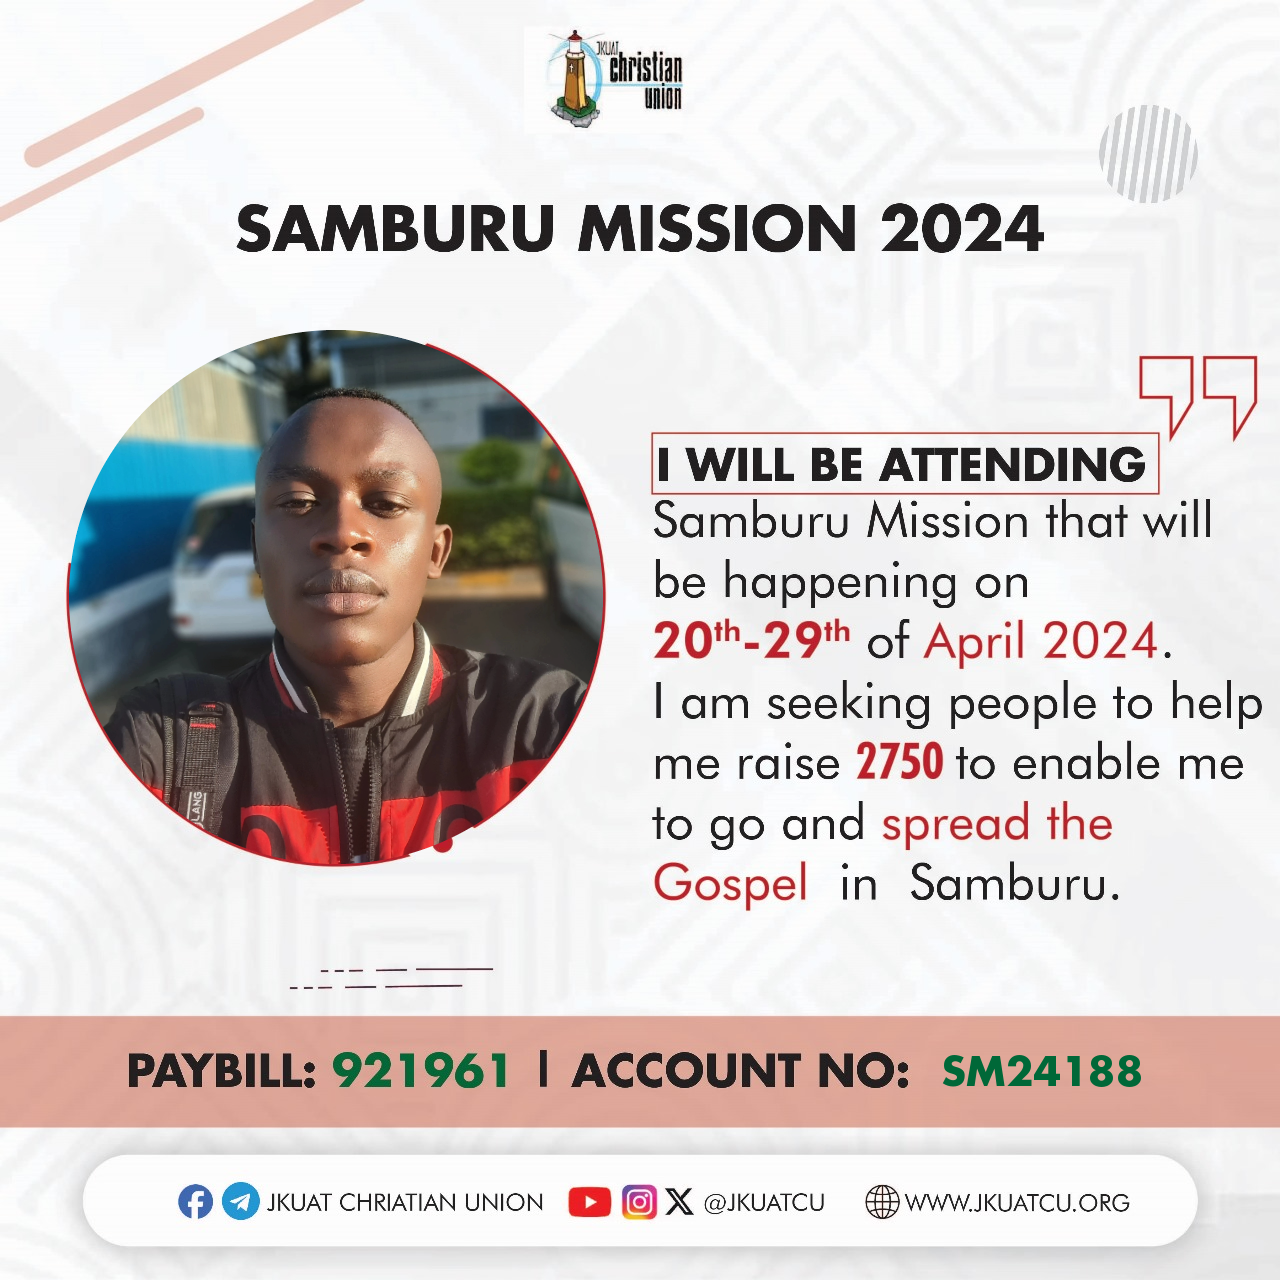 JKUAT
christian
union
SAMBURU MISSION 2024
I WILL BE ATTENDING
Samburu Mission that will
be happening on
20th-29th of April 2024.
I am seeking people to help
me raise 2750 to enable me
to go and spread the
Gospel in Samburu.
PAYBILL: 921961 | ACCOUNT NO: SM24188
JKUAT CHRIATIAN UNION @JKUATCU WWW.JKUATCU.ORG